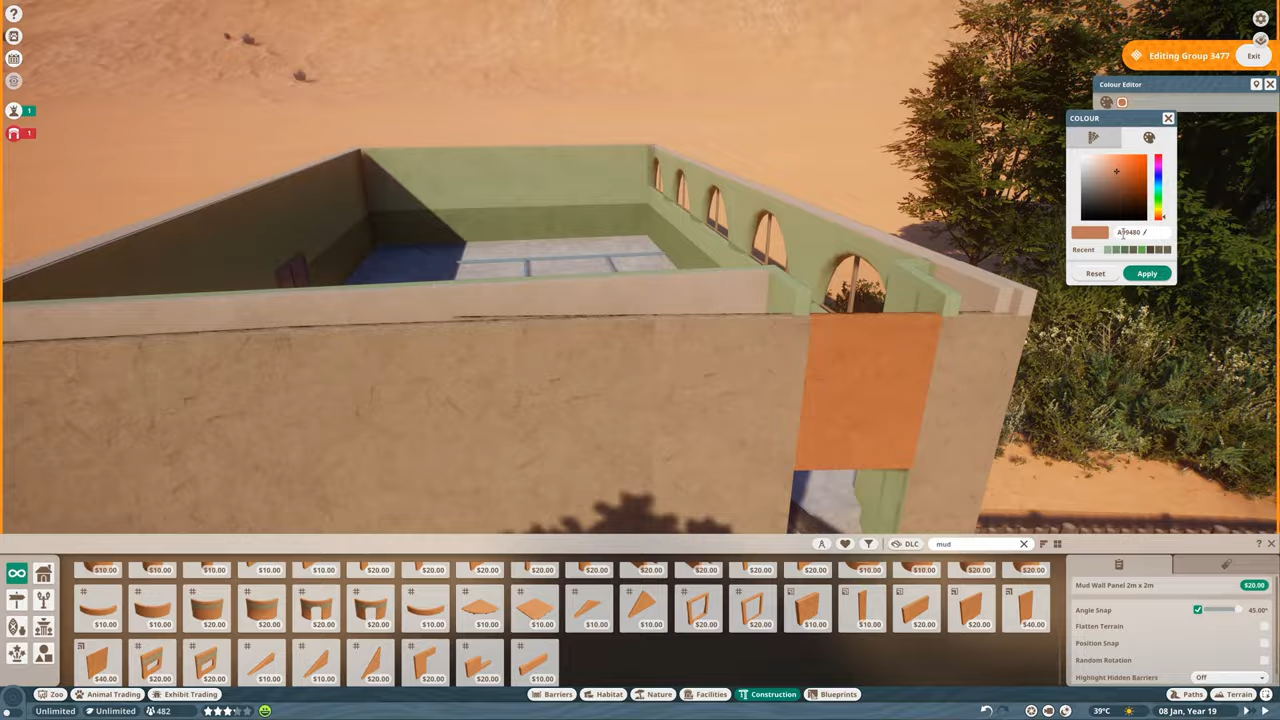 ?
Editing Group 3477
Exit
Colour Editor
1
COLOUR
1
A99480
Recent
Reset
Apply
DLC
mud
?
$10.00 $10.00 $10.00 $10.00 $10.00 $10.00 $20.00 $20.00 $20.00 $20.00 $20.00 $20.00 $20.00 $20.00 $10.00 $20.00 $20.00 $20.00
Mud Wall Panel 2m x 2m
$20.00
$10.00 $10.00 $20.00 $20.00 $20.00 $20.00 $10.00 $20.00 $10.00 $10.00 $10.00 $20.00 $20.00 $10.00 $10.00 $20.00 $20.00 $40.00
Angle Snap
45.00°
Flatten Terrain
Position Snap
Random Rotation
$40.00 $20.00 $20.00 $10.00 $10.00 $20.00 $20.00 $20.00 $10.00
Highlight Hidden Barriers
Off
Zoo
Animal Trading
Exhibit Trading
Barriers
Habitat
Nature
Facilities
Construction
Blueprints
Paths
Terrain
Unlimited
Unlimited
482
39°C
08 Jan, Year 19